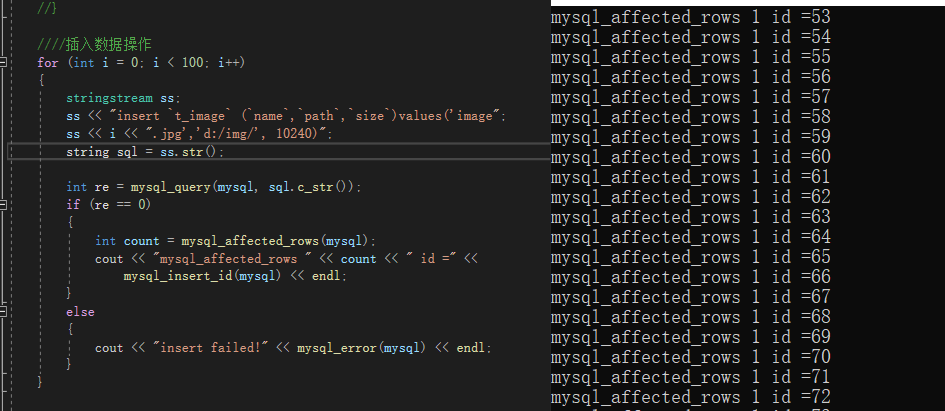 //}
////插入数据操作
for (int i = 0; i < 100; i++)
{
stringstream ss;
ss << "insert `t_image` (`name`,`path`,`size`)values('image";
ss << i << ".jpg','d:/img/', 10240)";
string sql = ss.str();
int re = mysql_query(mysql, sql.c_str());
if (re == 0)
{
int count = mysql_affected_rows(mysql);
cout << "mysql_affected_rows " << count << " id =" <<
mysql_insert_id(mysql) << endl;
}
else
{
cout << "insert failed!" << mysql_error(mysql) << endl;
}
}
mysql_affected_rows 1 id =53
mysql_affected_rows 1 id =54
mysql_affected_rows 1 id =55
mysql_affected_rows 1 id =56
mysql_affected_rows 1 id =57
mysql_affected_rows 1 id =58
mysql_affected_rows 1 id =59
mysql_affected_rows 1 id =60
mysql_affected_rows 1 id =61
mysql_affected_rows 1 id =62
mysql_affected_rows 1 id =63
mysql_affected_rows 1 id =64
mysql_affected_rows 1 id =65
mysql_affected_rows 1 id =66
mysql_affected_rows 1 id =67
mysql_affected_rows 1 id =68
mysql_affected_rows 1 id =69
mysql_affected_rows 1 id =70
mysql_affected_rows 1 id =71
mysql_affected_rows 1 id =72